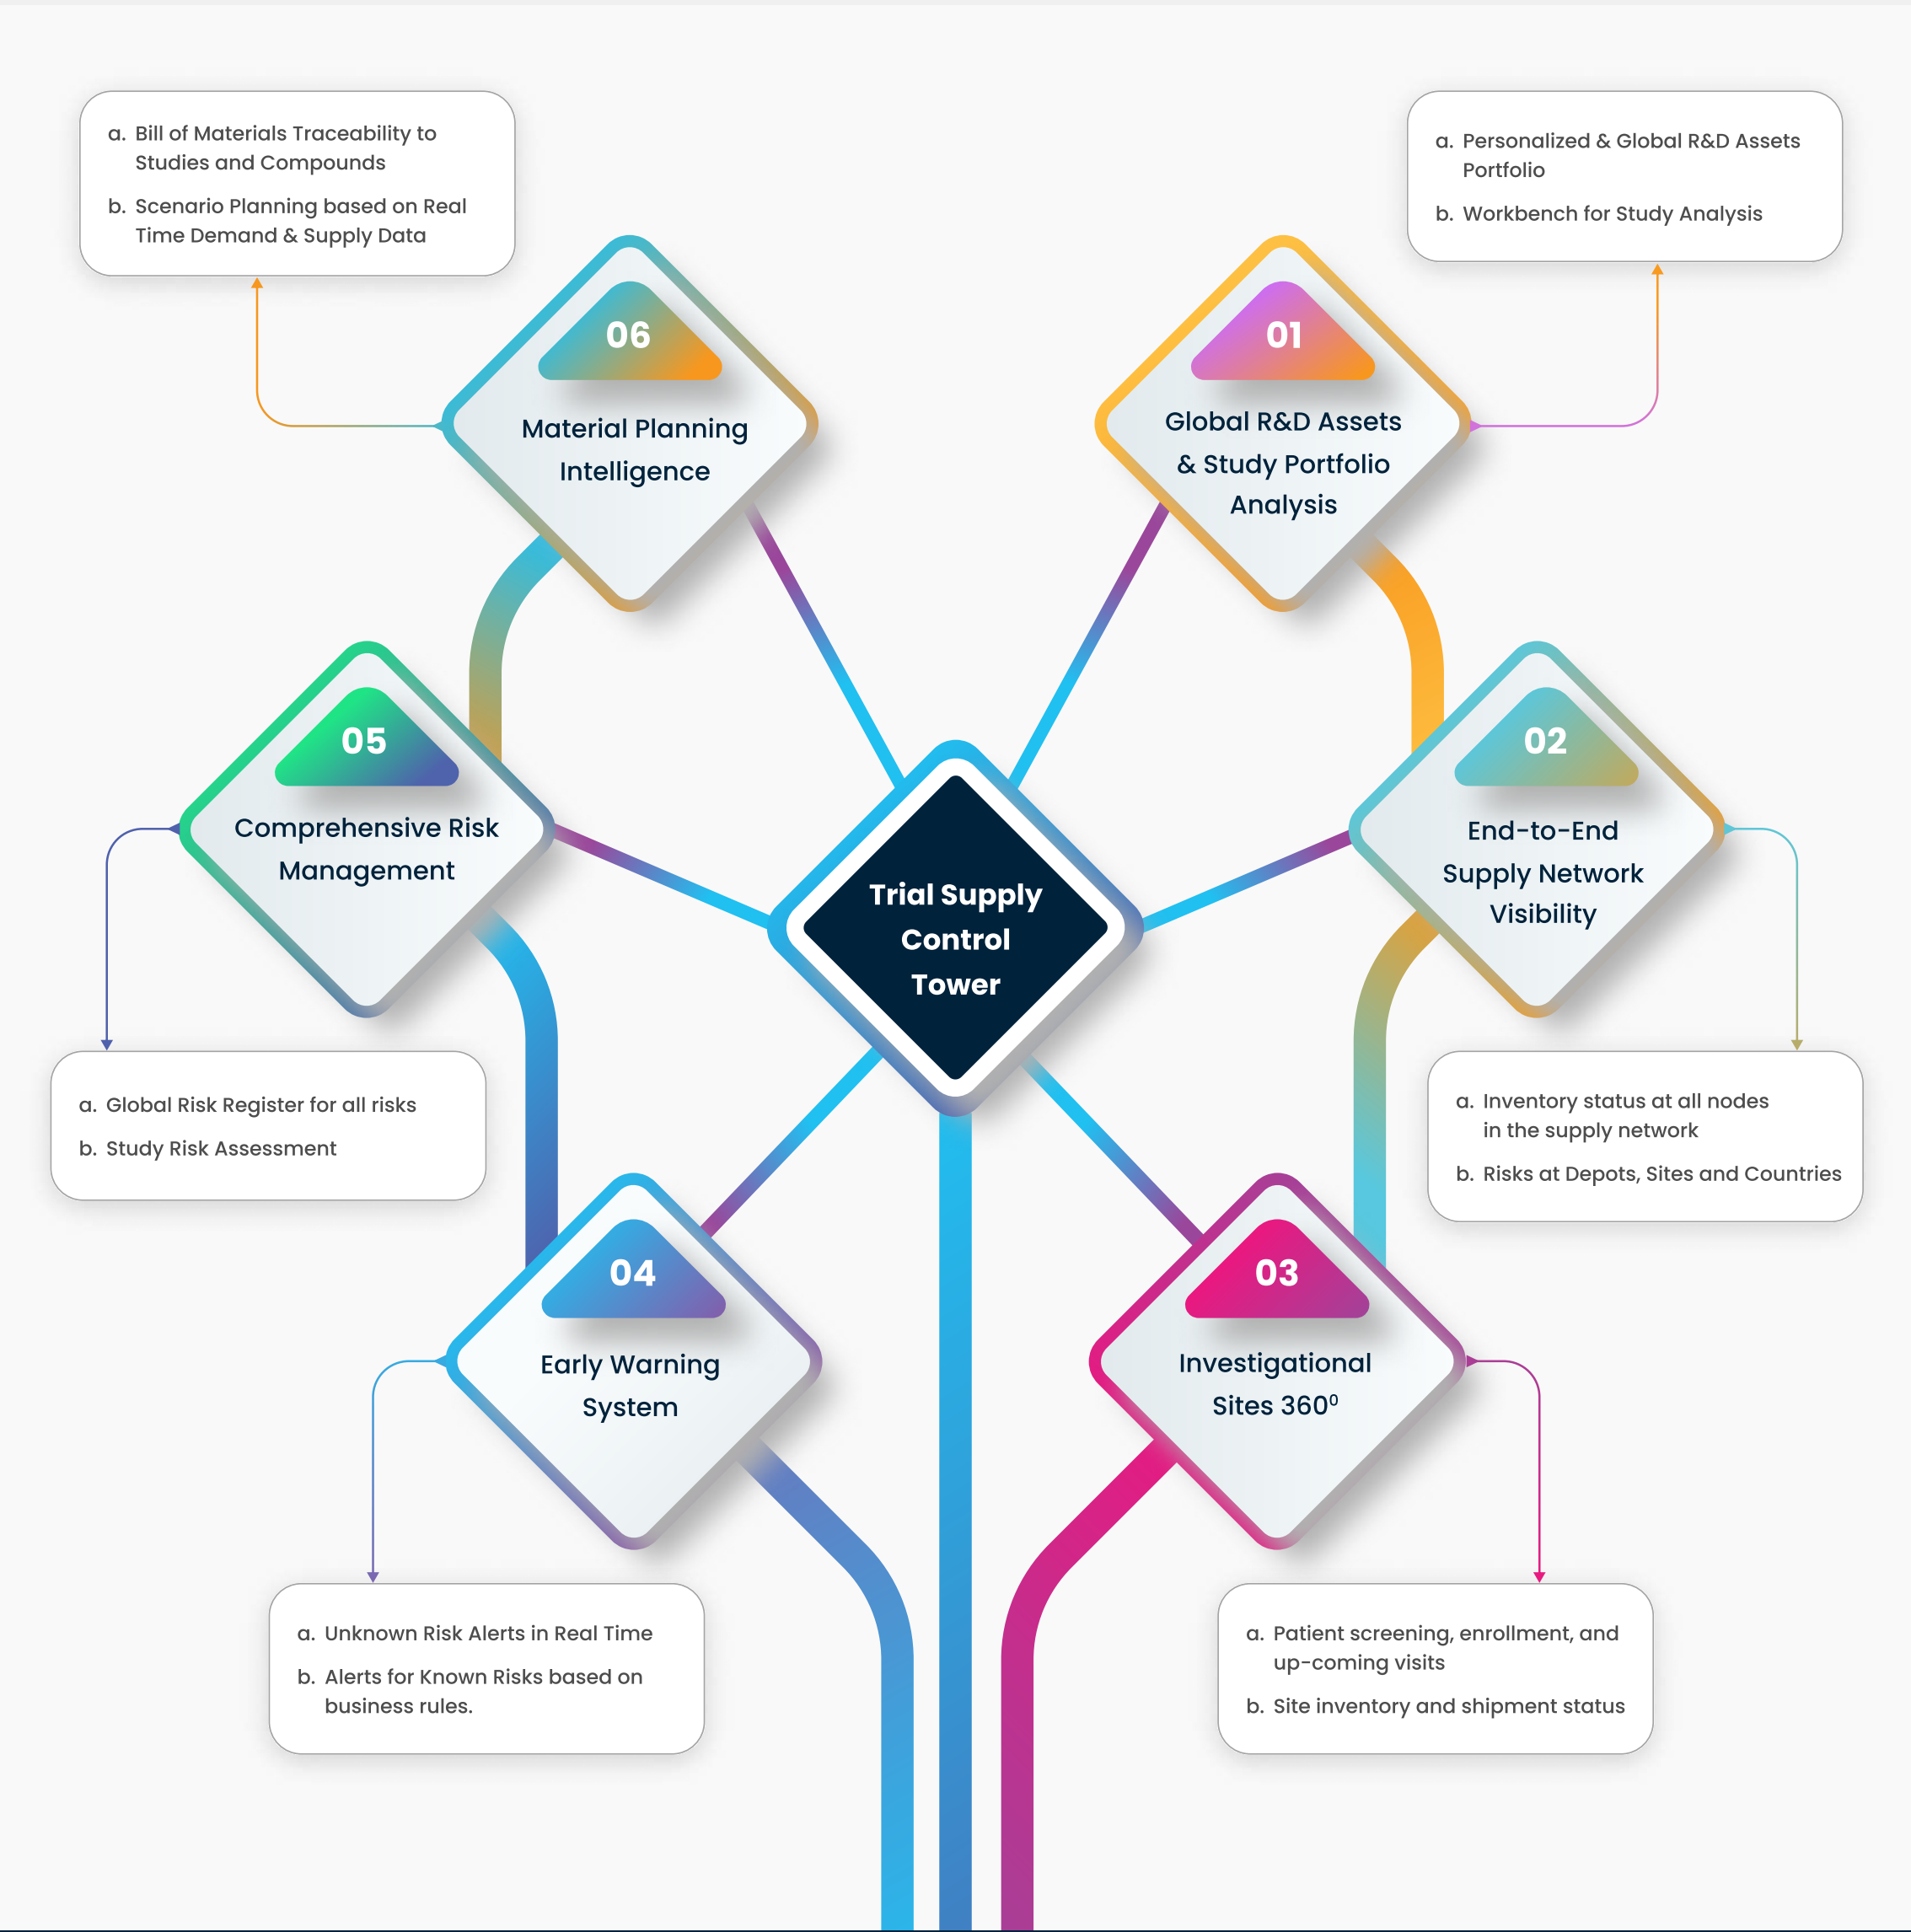 a. Bill of Materials Traceability to
Studies and Compounds
b. Scenario Planning based on Real
Time Demand & Supply Data
a. Personalized & Global R&D Assets
Portfolio
b. Workbench for Study Analysis
06
Material Planning
Intelligence
01
Global R&D Assets
& Study Portfolio
Analysis
05
Comprehensive Risk
Management
Trial Supply
Control
Tower
02
End-to-End
Supply Network
Visibility
a. Global Risk Register for all risks
b. Study Risk Assessment
a. Inventory status at all nodes
in the supply network
b. Risks at Depots, Sites and Countries
04
Early Warning
System
03
Investigational
Sites 360⁰
a. Unknown Risk Alerts in Real Time
b. Alerts for Known Risks based on
business rules.
a. Patient screening, enrollment, and
up-coming visits
b. Site inventory and shipment status